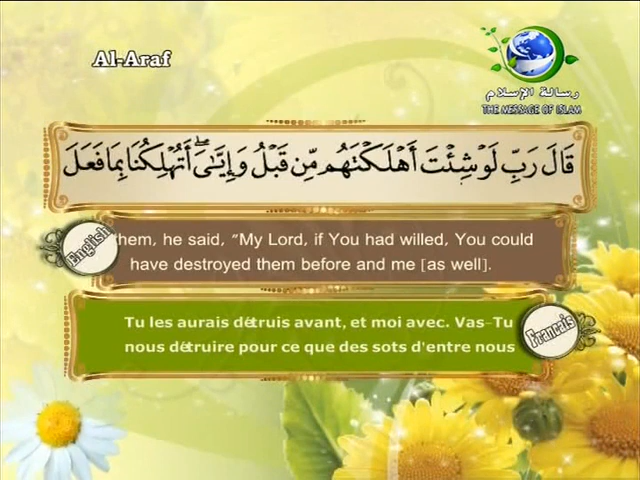 Al-Araf
رسالة الإسلام
THE MESSAGE OF ISLAM
قَالَ رَبِّ لَوْ شِئْتَ أَهْلَكْتَهُم مِّن قَبْلُ وَإِيَّٰىَ ۖ أَتُهْلِكُنَا بِمَا فَعَلَ
English
them, he said, "My Lord, if You had willed, You could
have destroyed them before and me [as well].
Tu les aurais détruis avant, et moi avec. Vas-Tu
nous détruire pour ce que des sots d'entre nous
Francais